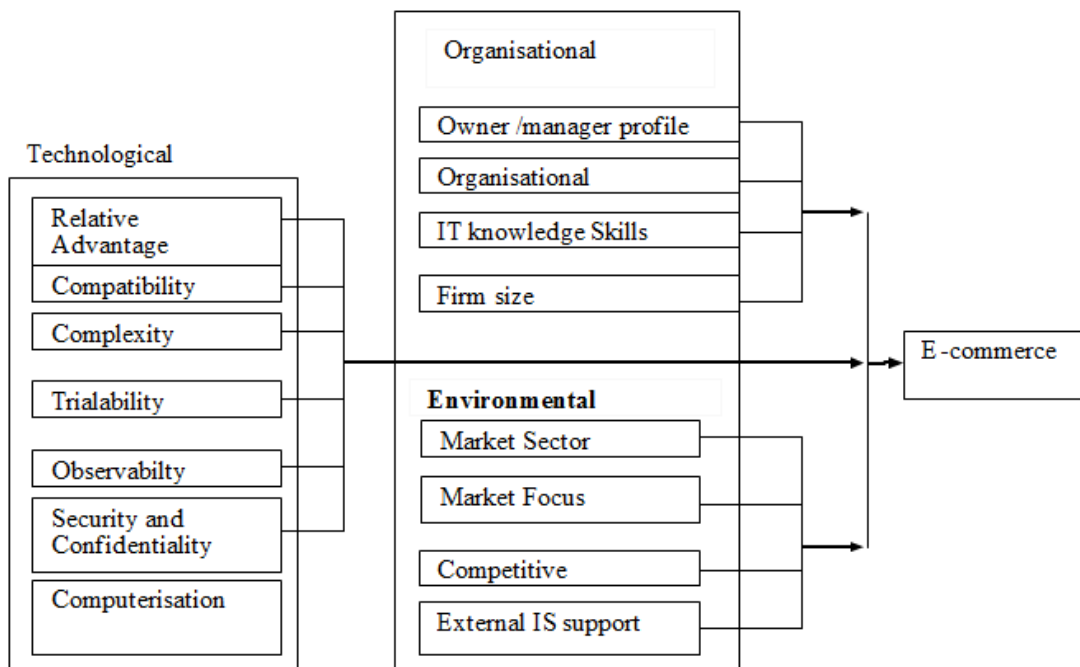 Technological
Relative
Advantage
Compatibility
Complexity
Trialability
Observabilty
Security and
Confidentiality
Computerisation
Organisational
Owner /manager profile
Organisational
IT knowledge Skills
Firm size
Environmental
Market Sector
Market Focus
Competitive
External IS support
E-commerce